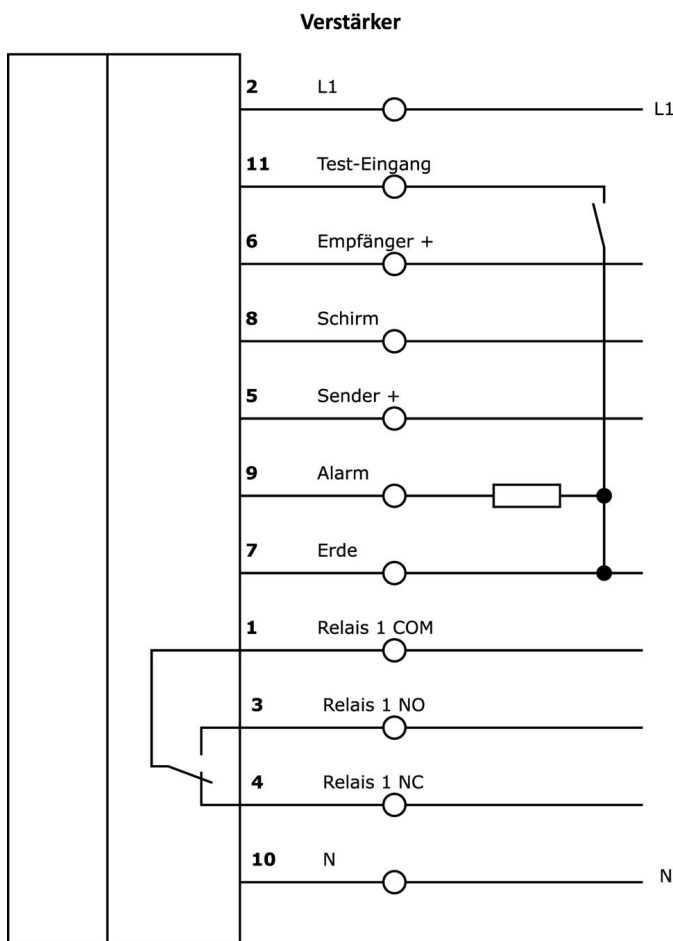 Verstärker
2 L1
L1
11 Test-Eingang
6 Empfänger +
8 Schirm
5 Sender +
9 Alarm
7 Erde
1 Relais 1 COM
3 Relais 1 NO
4 Relais 1 NC
10 N
N